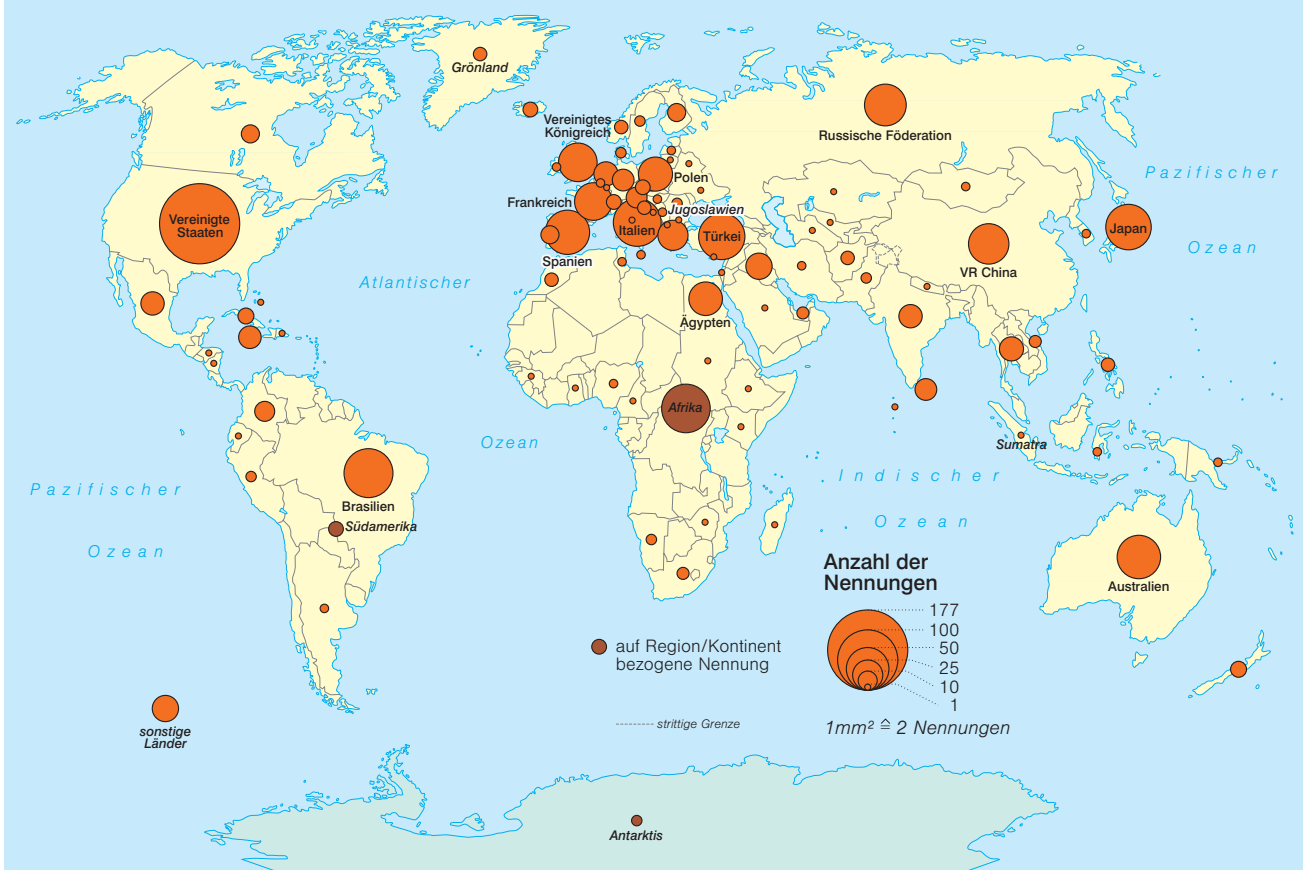 Grönland
Vereinigtes
Königreich
Russische Föderation
Polen
Pazifischer
Ozean
Frankreich
Jugoslawien
Vereinigte
Staaten
Italien
Türkei
Japan
Spanien
VR China
Atlantischer
Ägypten
Afrika
Ozean
Sumatra
Indischer
Ozean
Pazifischer
Ozean
Brasilien
Südamerika
Australien
Anzahl der
Nennungen
177
100
50
25
10
1
1mm² ≙ 2 Nennungen
auf Region/Kontinent
bezogene Nennung
strittige Grenze
sonstige
Länder
Antarktis